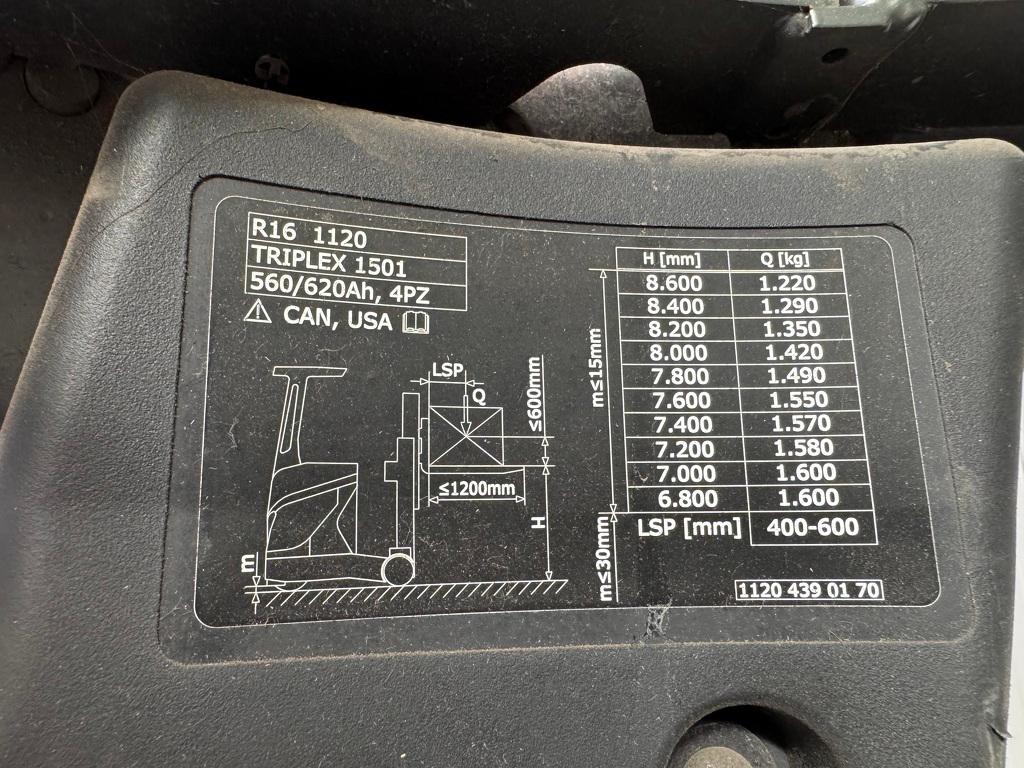 R16 1120
TRIPLEX 1501
560/620Ah, 4PZ
CAN, USA
LSP
Q
≤600mm
≤1200mm
H
m
H [mm] Q [kg]
8.600 1.220
8.400 1.290
8.200 1.350
8.000 1.420
7.800 1.490
7.600 1.550
7.400 1.570
7.200 1.580
7.000 1.600
6.800 1.600
LSP [mm] 400-600
m≤15mm
m≤30mm
1120 439 01 70